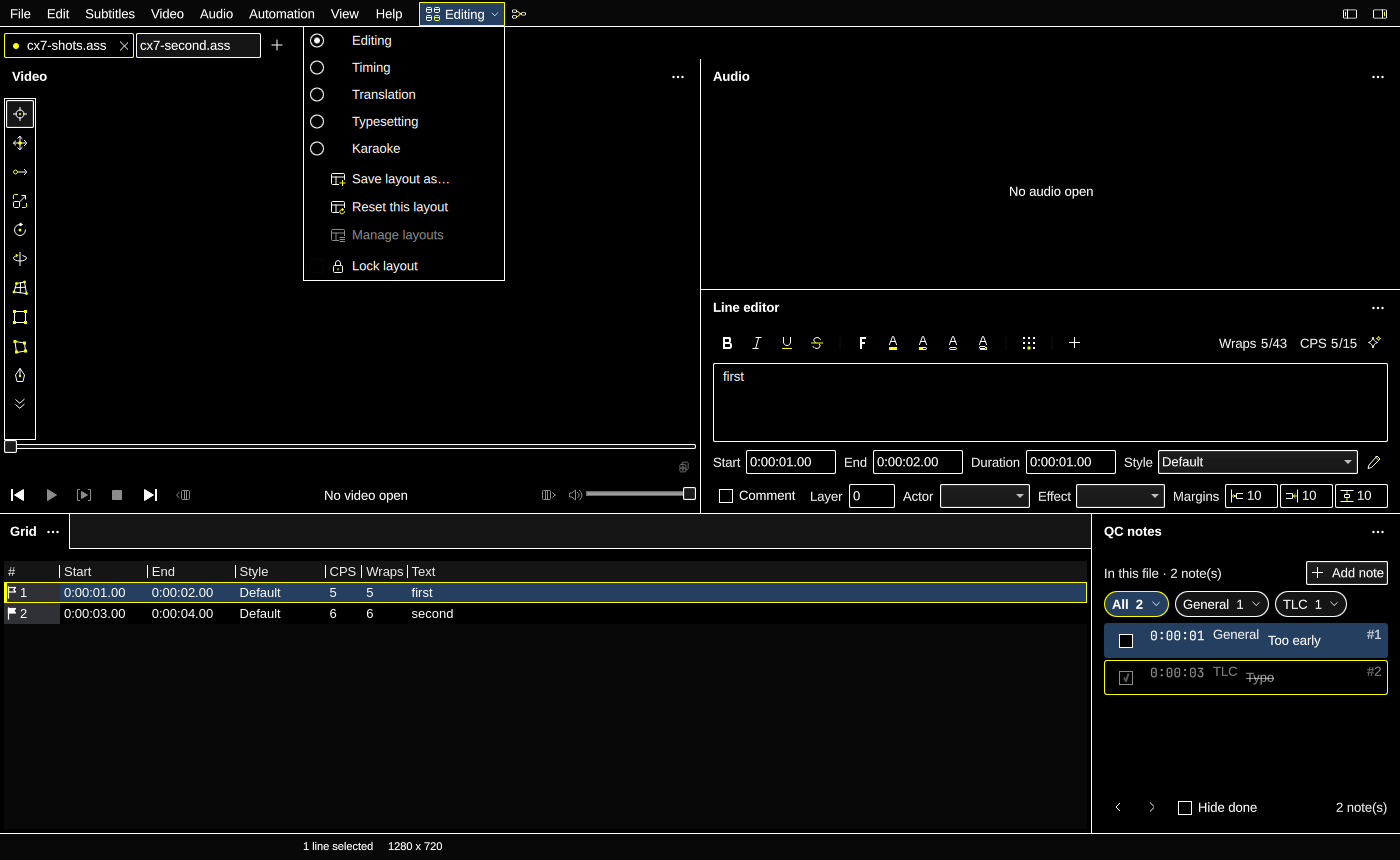 File Edit Subtitles Video Audio Automation View Help Editing
cx7-shots.ass cx7-second.ass
Editing
Timing
Translation
Typesetting
Karaoke
Save layout as…
Reset this layout
Manage layouts
Lock layout
Video
No video open
Audio
No audio open
Line editor
B I U S F A A A A Wraps 5/43 CPS 5/15
first
Start 0:00:01.00 End 0:00:02.00 Duration 0:00:01.00 Style Default
Comment Layer 0 Actor Effect Margins 10 10 10
Grid
# Start End Style CPS Wraps Text
1 0:00:01.00 0:00:02.00 Default 5 5 first
2 0:00:03.00 0:00:04.00 Default 6 6 second
QC notes
In this file · 2 note(s) Add note
All 2 General 1 TLC 1
0:00:01 General Too early #1
0:00:03 TLC Typo #2
Hide done 2 note(s)
1 line selected 1280 x 720